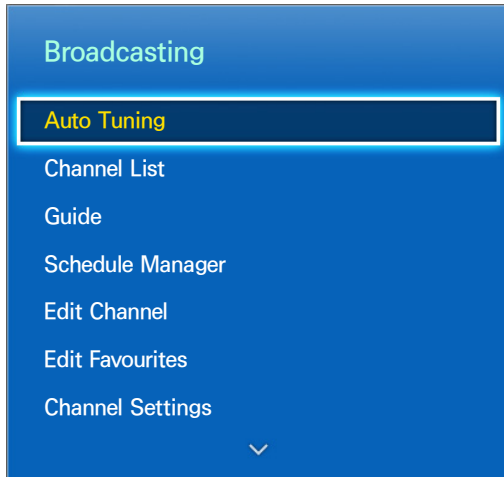 Broadcasting
Auto Tuning
Channel List
Guide
Schedule Manager
Edit Channel
Edit Favourites
Channel Settings